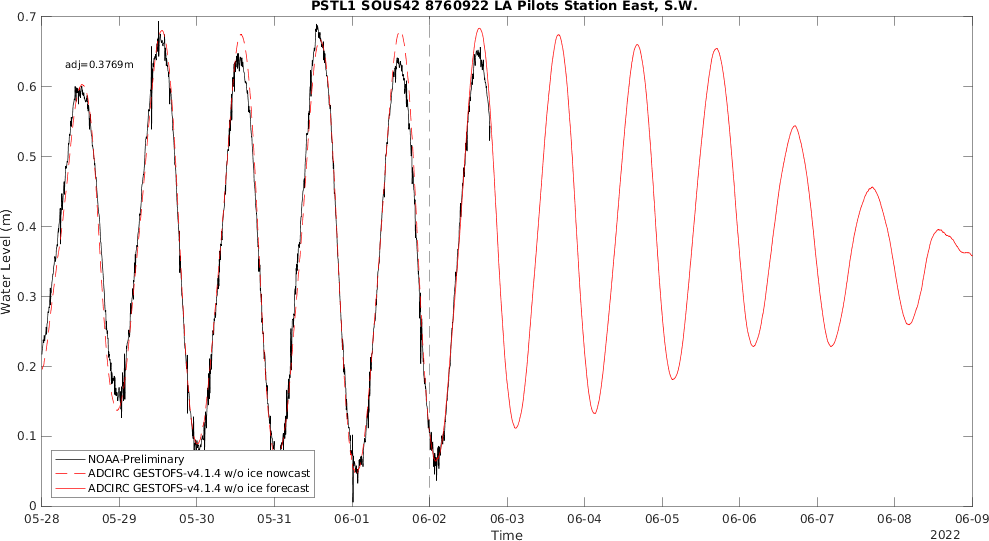 PSTL1 SOUS42 8760922 LA Pilots Station East, S.W.
0.7
adj=0.3769m
0.6
0.5
0.4
0.3
0.2
0.1
0
Water Level (m)
NOAA-Preliminary
ADCIRC GESTOFS-v4.1.4 w/o ice nowcast
ADCIRC GESTOFS-v4.1.4 w/o ice forecast
05-28 05-29 05-30 05-31 06-01 06-02 06-03 06-04 06-05 06-06 06-07 06-08 06-09
Time
2022